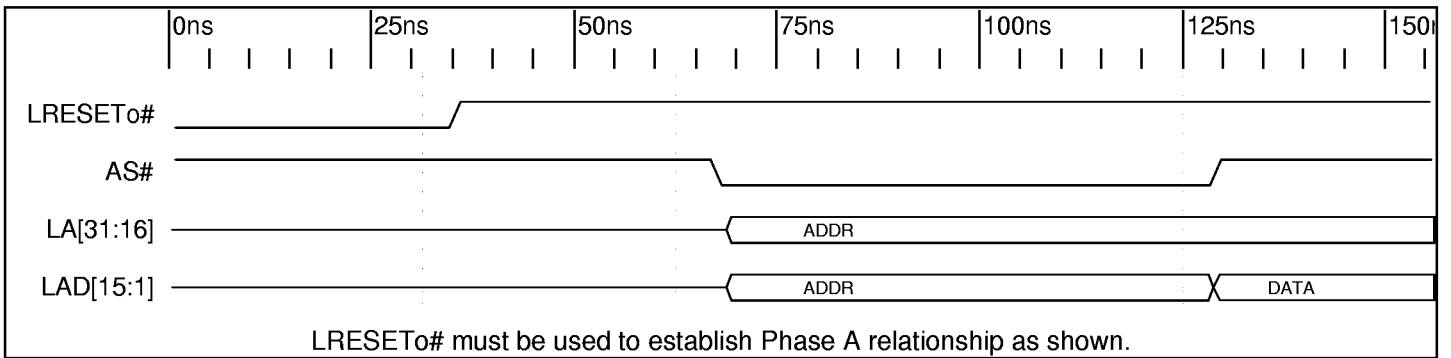 0ns 25ns 50ns 75ns 100ns 125ns 150n
LRESETo#
AS#
LA[31:16] ADDR
LAD[15:1] ADDR DATA
LRESETo# must be used to establish Phase A relationship as shown.